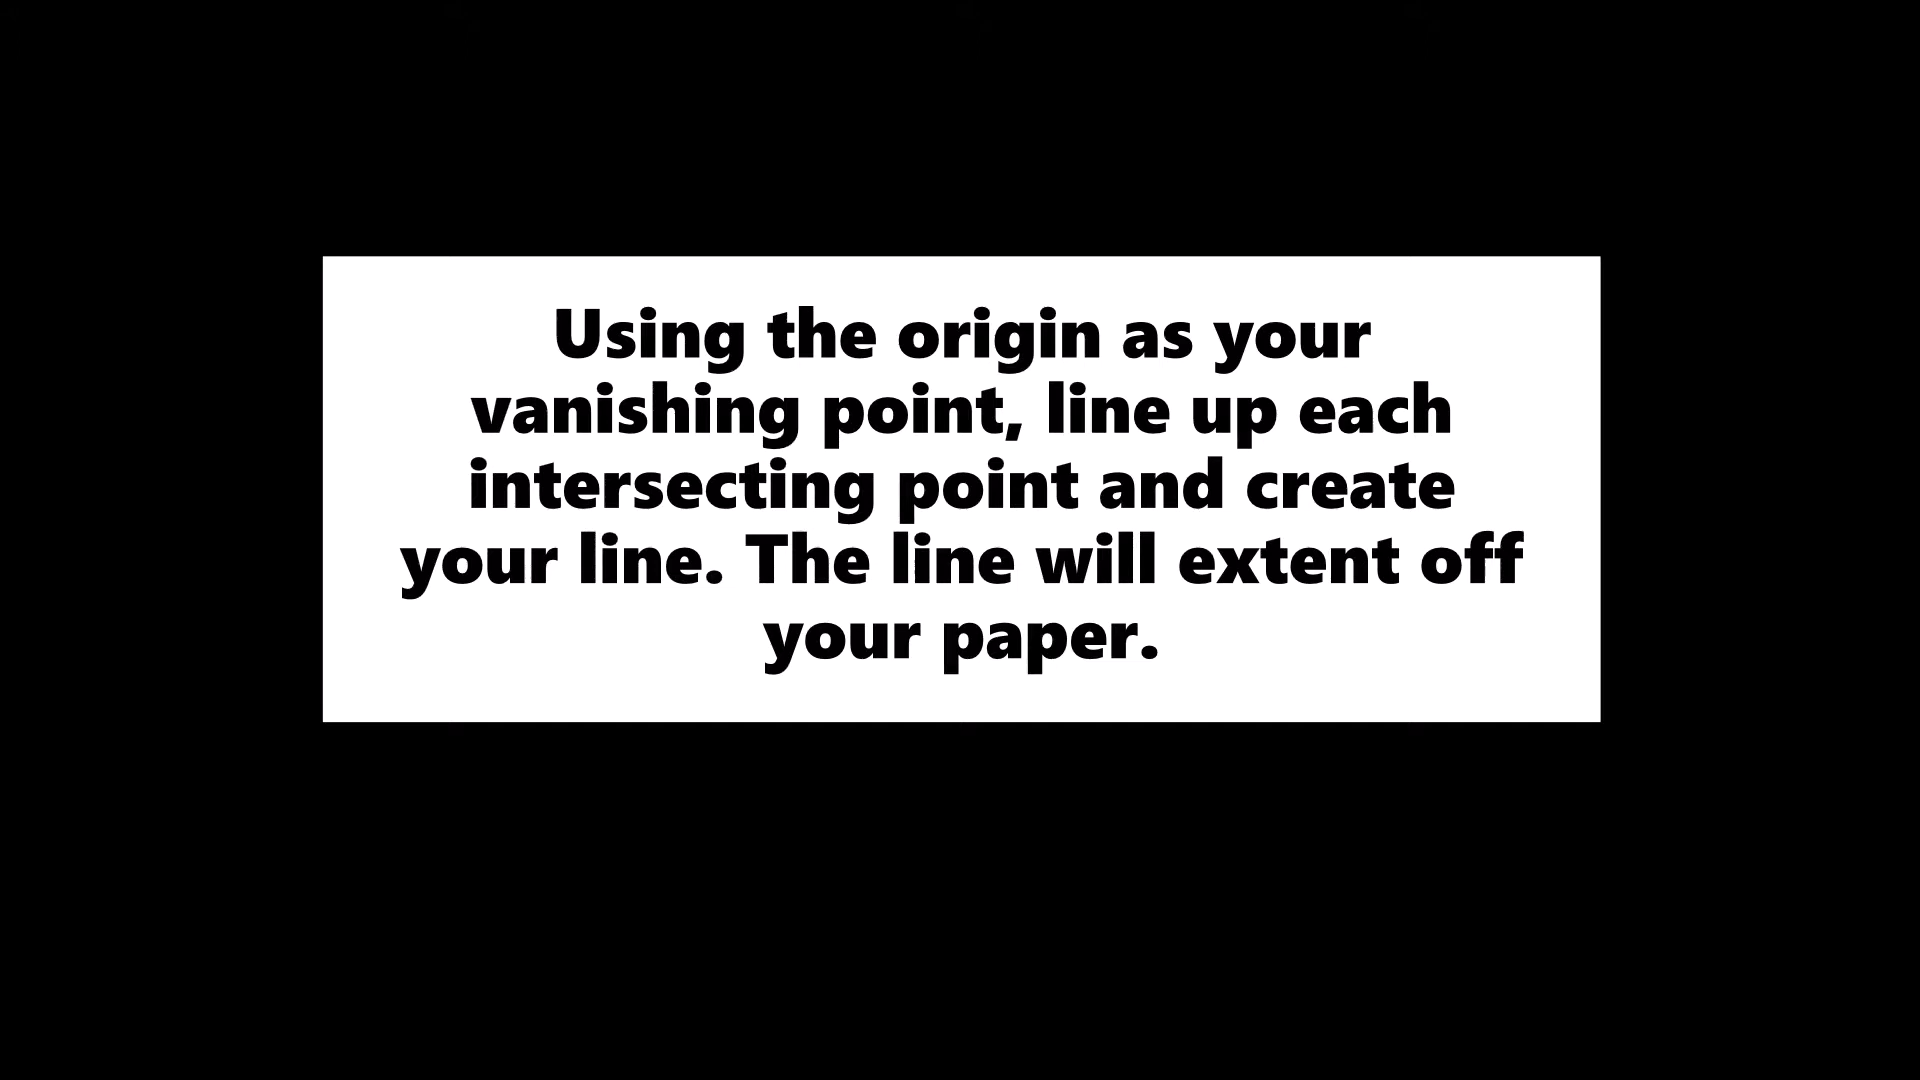 Using the origin as your
vanishing point, line up each
intersecting point and create
your line. The line will extent off
your paper.